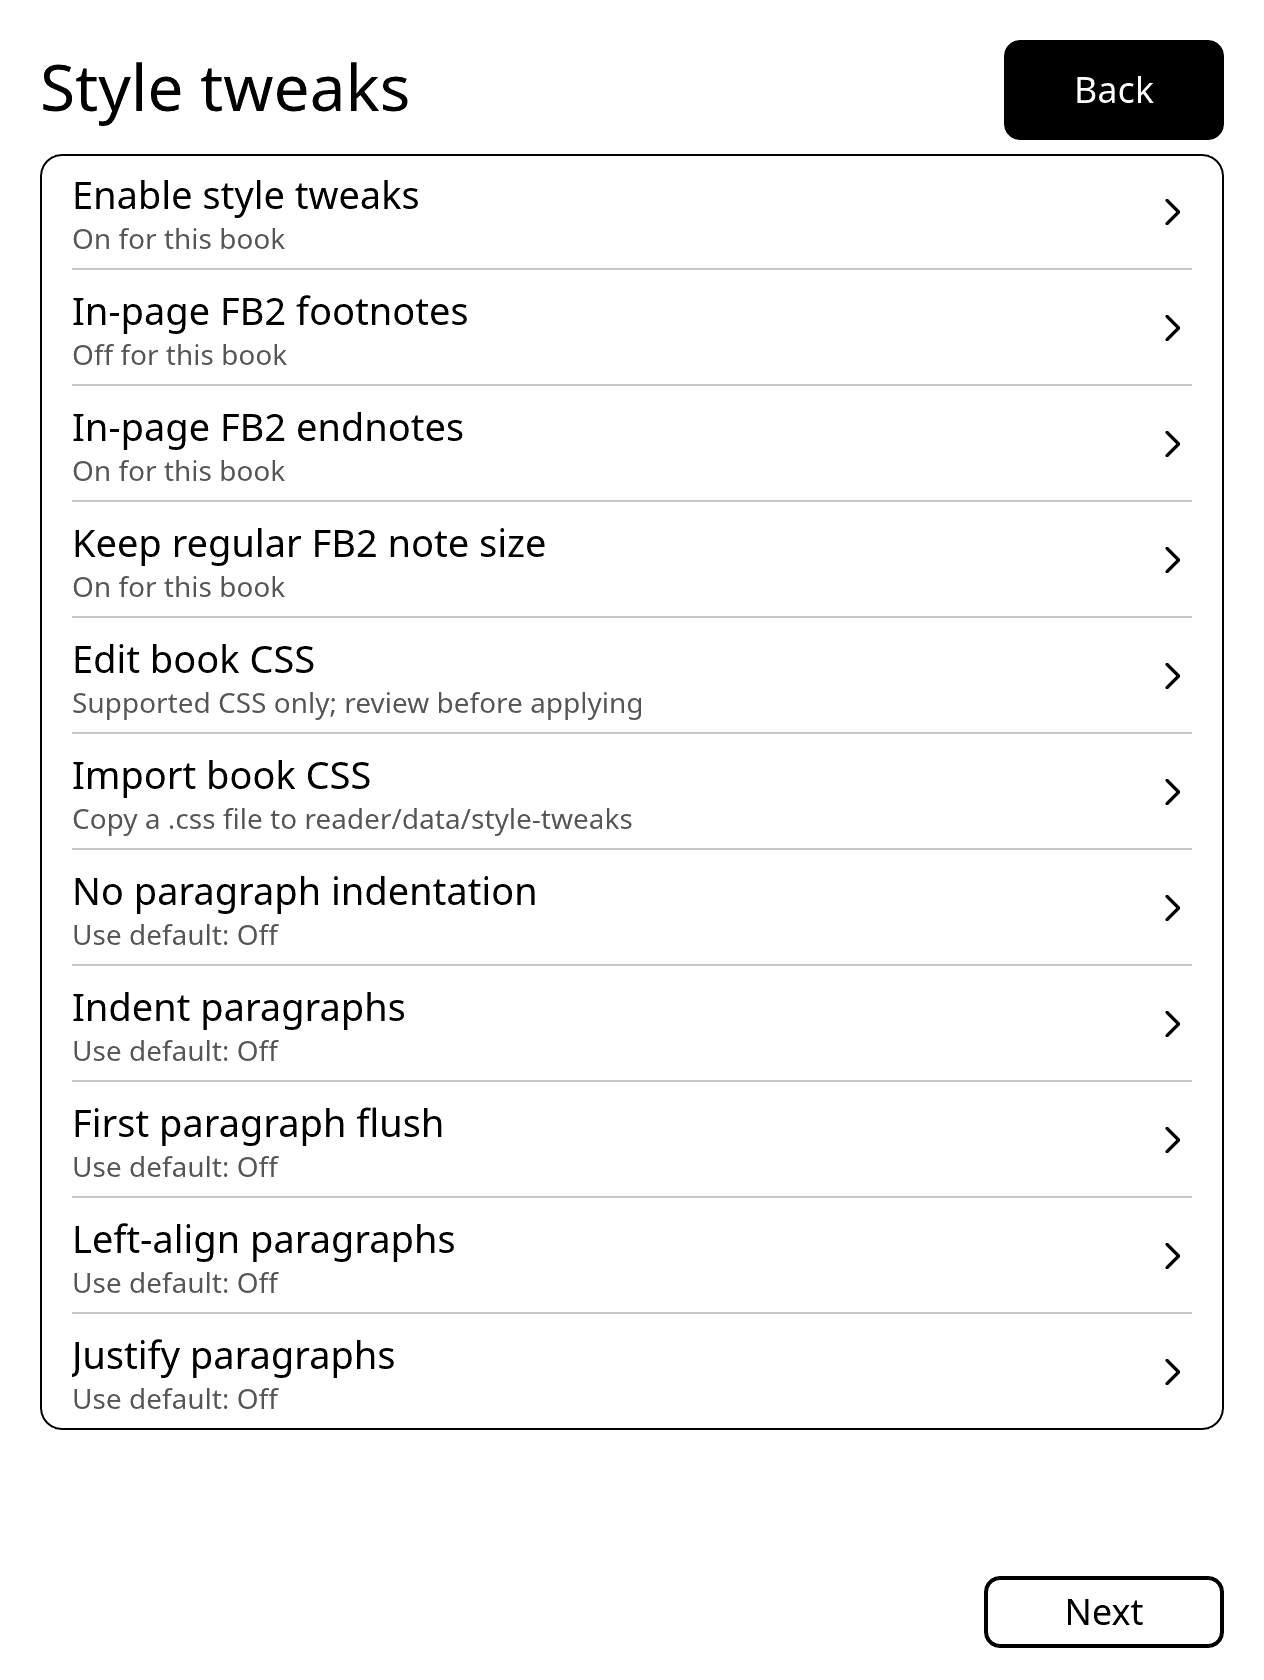 Style tweaks
Back
Enable style tweaks
On for this book
In-page FB2 footnotes
Off for this book
In-page FB2 endnotes
On for this book
Keep regular FB2 note size
On for this book
Edit book CSS
Supported CSS only; review before applying
Import book CSS
Copy a .css file to reader/data/style-tweaks
No paragraph indentation
Use default: Off
Indent paragraphs
Use default: Off
First paragraph flush
Use default: Off
Left-align paragraphs
Use default: Off
Justify paragraphs
Use default: Off
Next